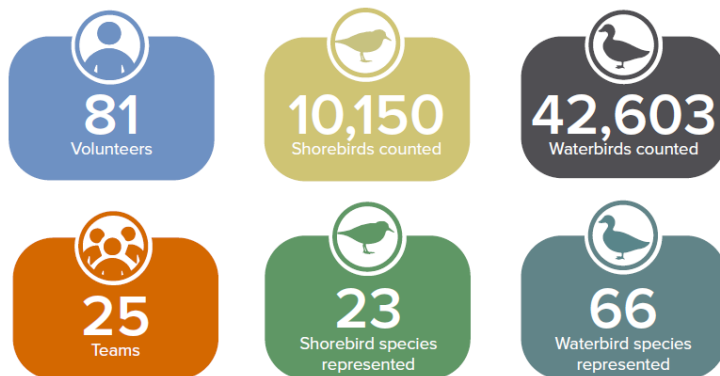 81
Volunteers
10,150
Shorebirds counted
42,603
Waterbirds counted
25
Teams
23
Shorebird species
represented
66
Waterbird species
represented